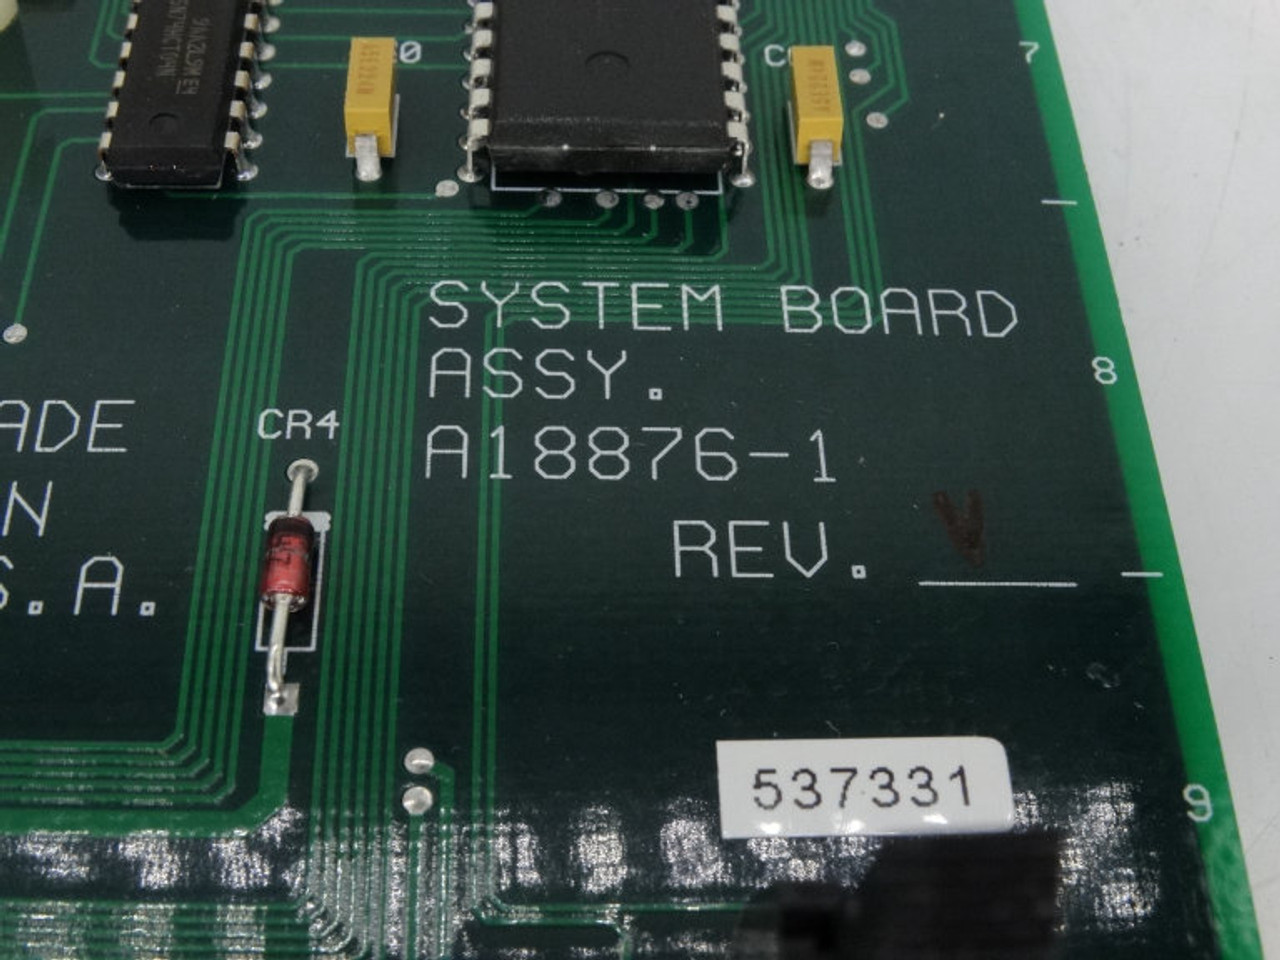 7
SYSTEM BOARD
ASSY.
A18876-1
REV. V
8
ADE
N
S.A.
CR4
537331
9